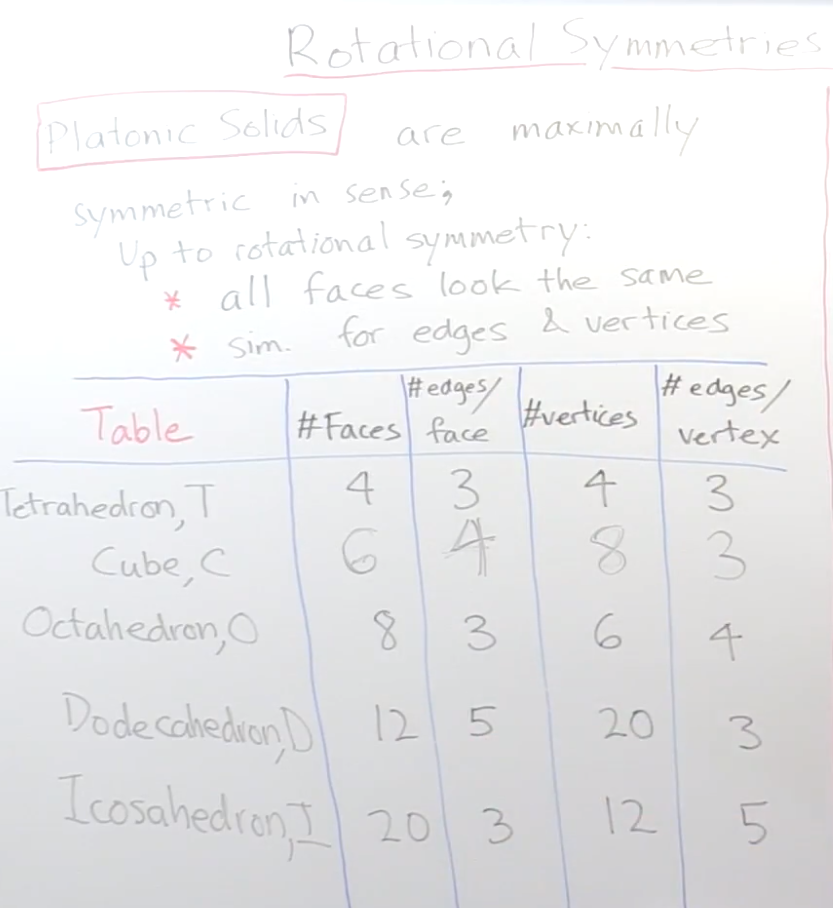 Rotational Symmetries
Platonic Solids are maximally
symmetric in sense;
Up to rotational symmetry:
* all faces look the same
* sim. for edges & vertices
Table #Faces #edges/face #vertices #edges/vertex
Tetrahedron, T 4 3 4 3
Cube, C 6 4 8 3
Octahedron, O 8 3 6 4
Dodecahedron, D 12 5 20 3
Icosahedron, I 20 3 12 5